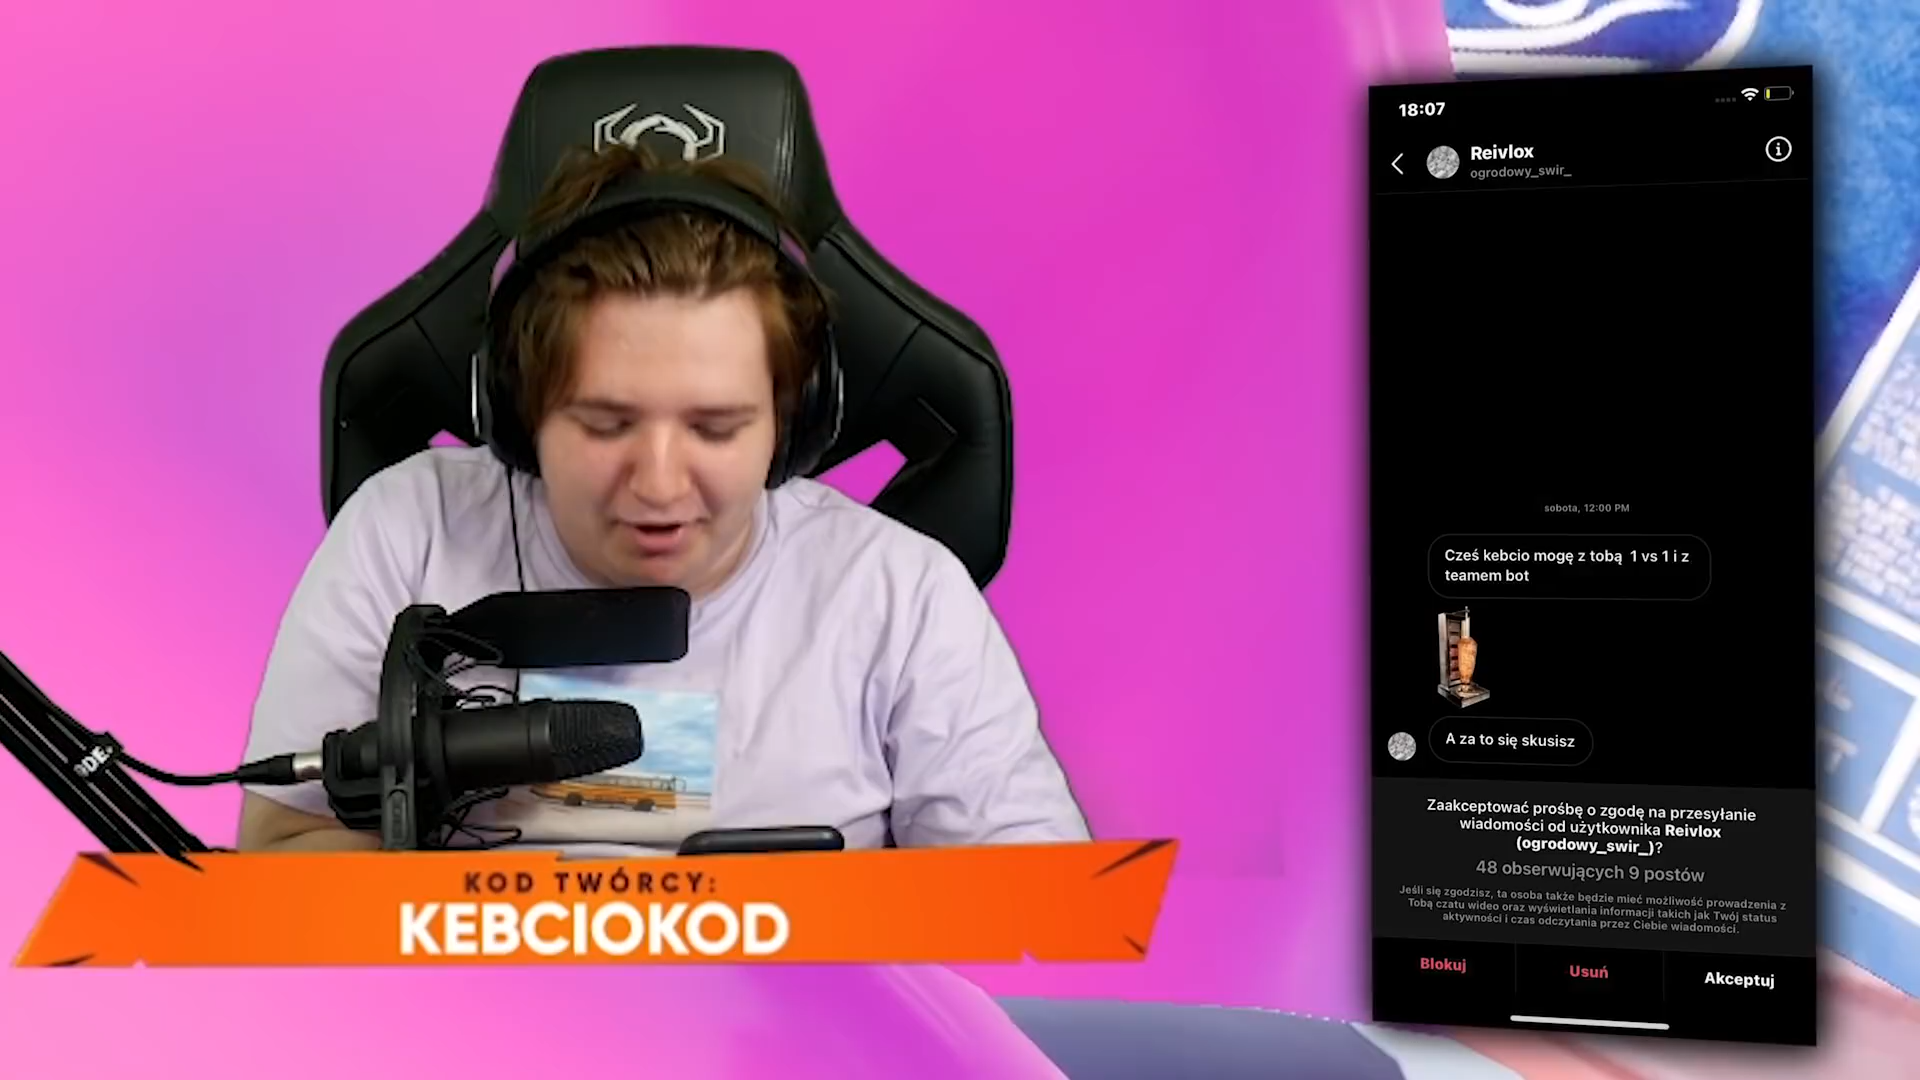 18:07
Reivlox
ogrodowy_swir_
sobota, 12:00 PM
Cześ kebcio mogę z tobą 1 vs 1 i z
teamem bot
A za to się skusisz
Zaakceptować prośbę o zgodę na przesyłanie
wiadomości od użytkownika Reivlox
(ogrodowy_swir_)?
48 obserwujących 9 postów
Jeśli się zgodzisz, ta osoba także będzie mieć możliwość prowadzenia z
Tobą czatu wideo oraz wyświetlania informacji takich jak Twój status
aktywności i czas odczytania przez Ciebie wiadomości.
Blokuj
Usuń
Akceptuj
KOD TWÓRCY:
KEBCIOKOD